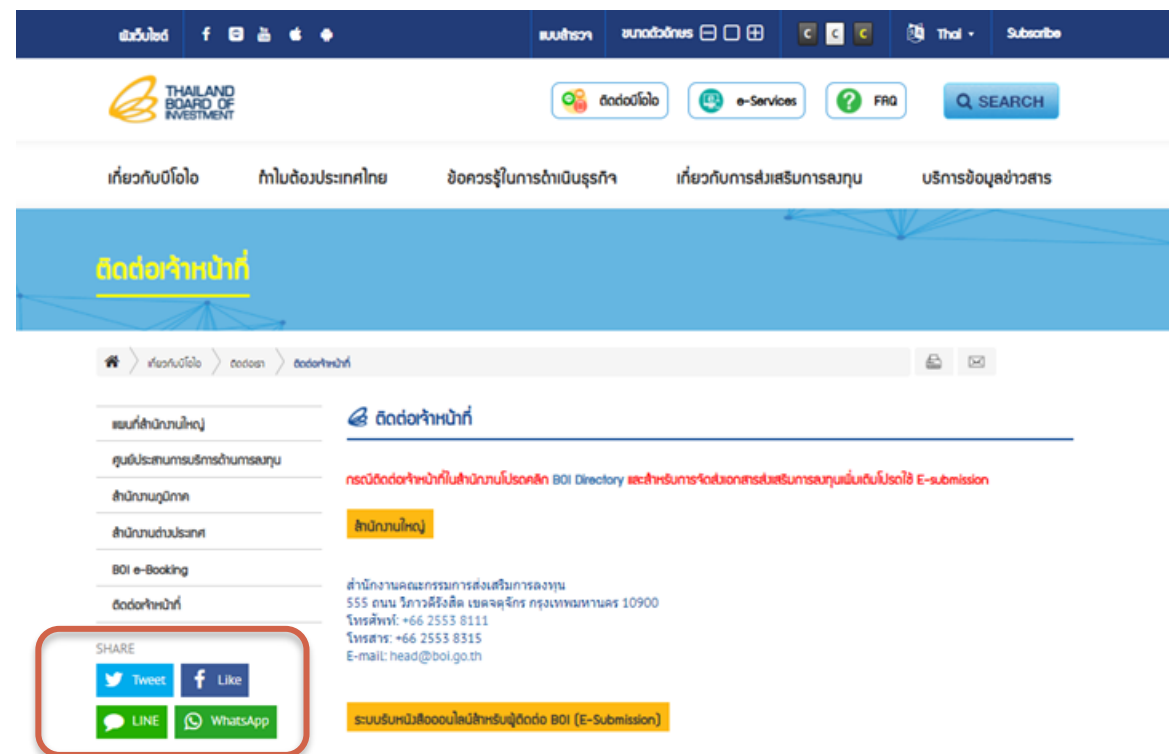 ผังเว็บไซต์ แบบสำรวจ ขนาดตัวอักษร C C C Thai Subscribe
THAILAND
BOARD OF
INVESTMENT
ติดต่อบีโอไอ e-Services FAQ SEARCH
เกี่ยวกับบีโอไอ ทำไมต้องประเทศไทย ข้อควรรู้ในการดำเนินธุรกิจ เกี่ยวกับการส่งเสริมการลงทุน บริการข้อมูลข่าวสาร
ติดต่อเจ้าหน้าที่
เกี่ยวกับบีโอไอ ติดต่อเรา ติดต่อเจ้าหน้าที่
แผนที่สำนักงานใหญ่
ศูนย์ประสานการบริการด้านการลงทุน
สำนักงานภูมิภาค
สำนักงานต่างประเทศ
BOI e-Booking
ติดต่อเจ้าหน้าที่
SHARE
Tweet Like
LINE WhatsApp
ติดต่อเจ้าหน้าที่
กรณีติดต่อเจ้าหน้าที่ในสำนักงานโปรดคลิก BOI Directory และสำหรับการจัดส่งเอกสารส่งเสริมการลงทุนเพิ่มเติมโปรดใช้ E-submission
สำนักงานใหญ่
สำนักงานคณะกรรมการส่งเสริมการลงทุน
555 ถนน วิภาวดีรังสิต เขตจตุจักร กรุงเทพมหานคร 10900
โทรศัพท์: +66 2553 8111
โทรสาร: +66 2553 8315
E-mail: head@boi.go.th
ระบบรับหนังสือออนไลน์สำหรับผู้ติดต่อ BOI (E-Submission)